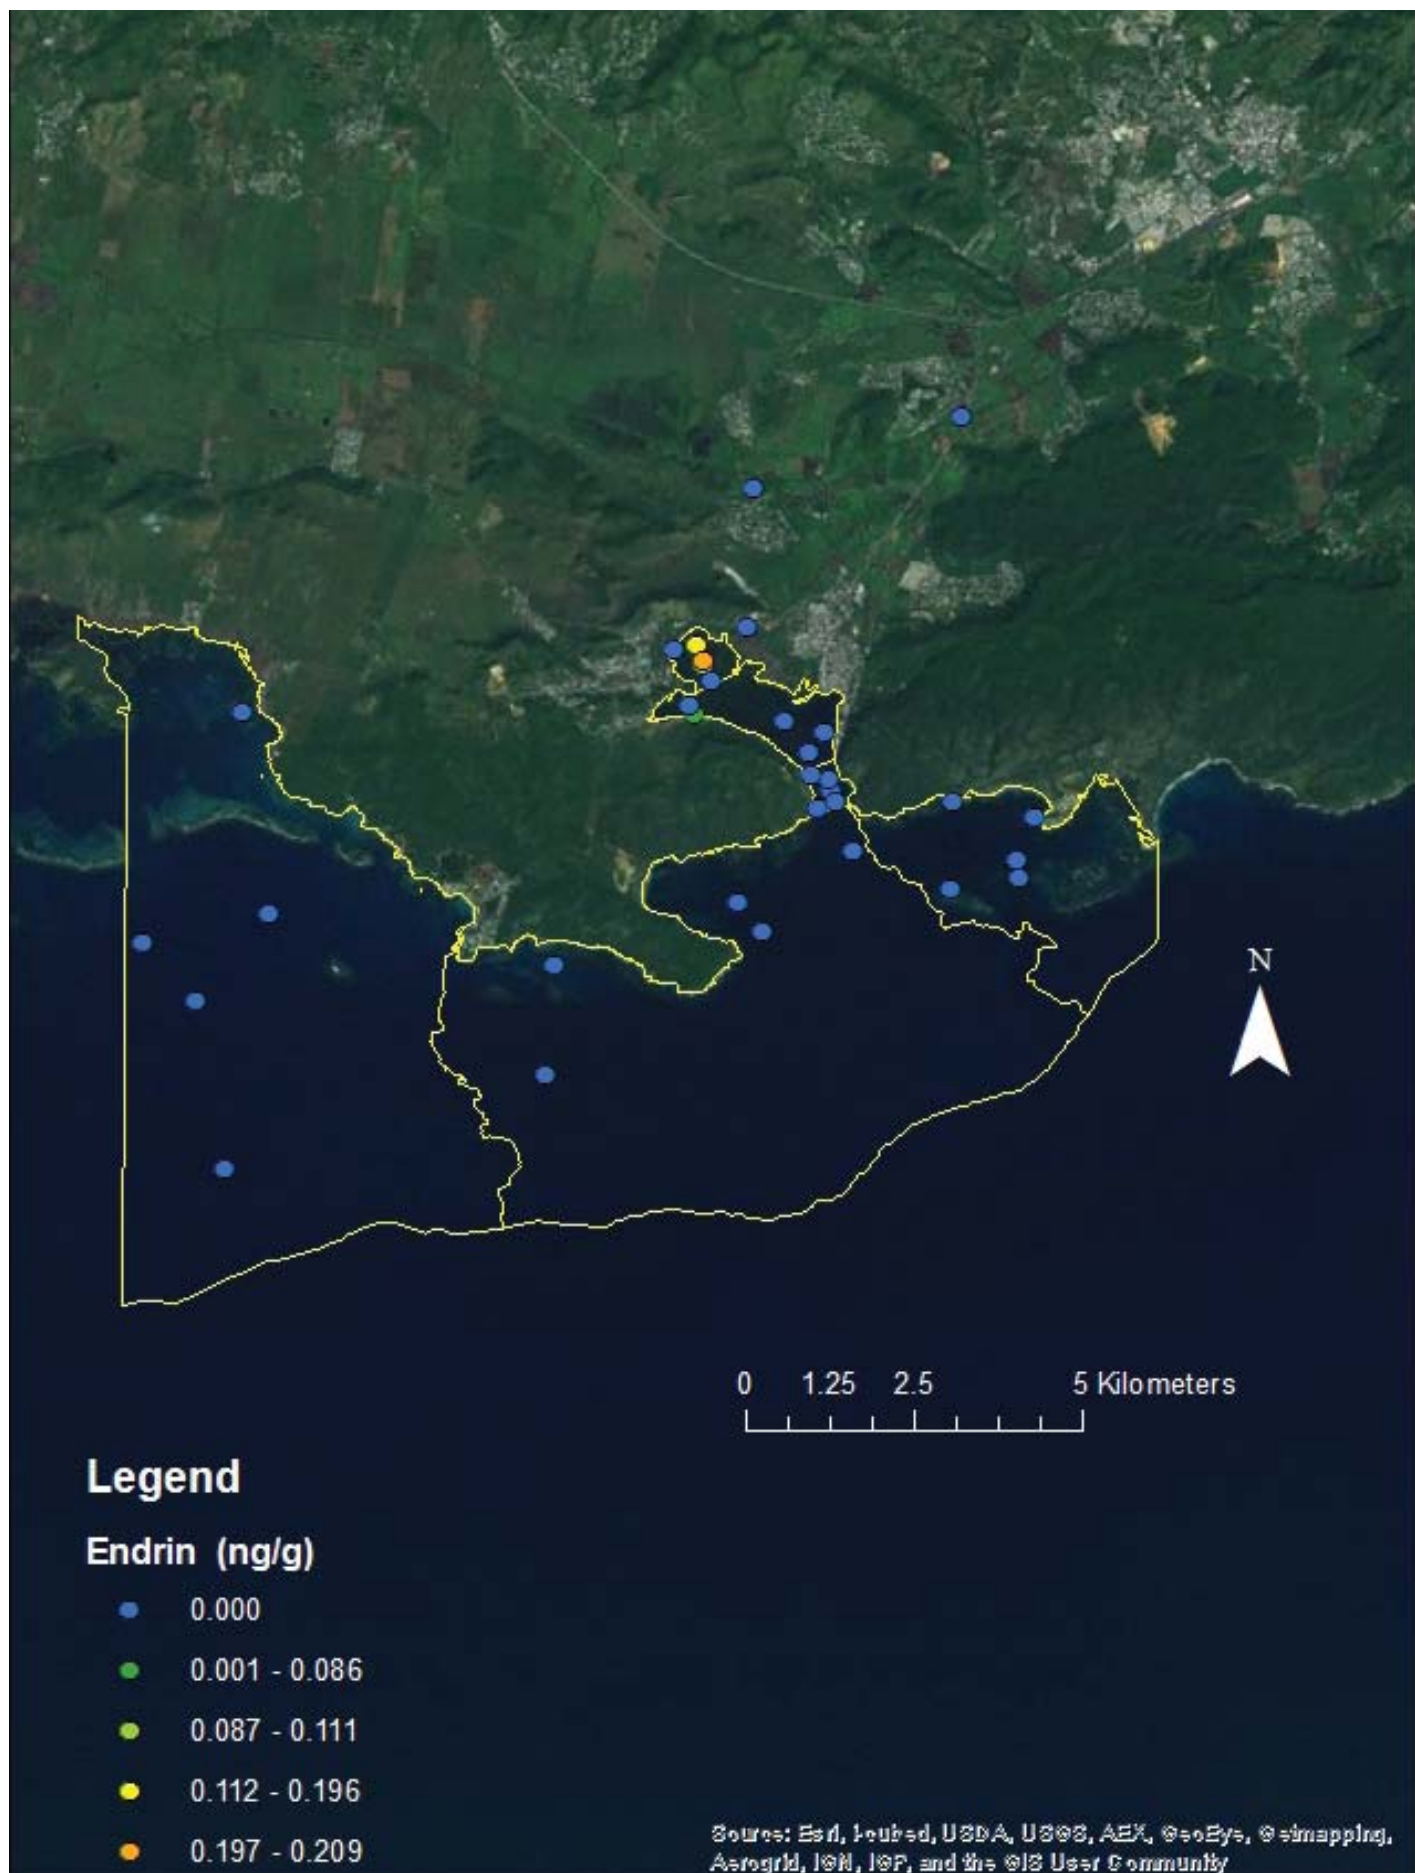 N
0 1.25 2.5 5 Kilometers
Legend
Endrin (ng/g)
0.000
0.001 - 0.086
0.087 - 0.111
0.112 - 0.196
0.197 - 0.209
Source: Esri, i-cubed, USDA, USGS, AEX, GeoEye, Getmapping,
Aerogrid, IGN, IGP, and the GIS User Community